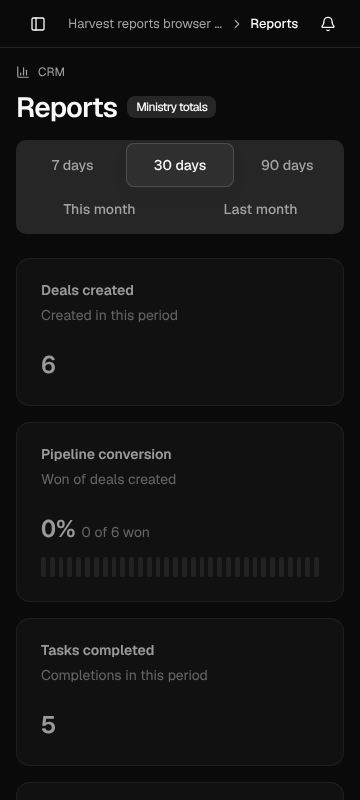 Harvest reports browser ... > Reports
CRM
Reports Ministry totals
7 days 30 days 90 days
This month Last month
Deals created
Created in this period
6
Pipeline conversion
Won of deals created
0% 0 of 6 won
Tasks completed
Completions in this period
5